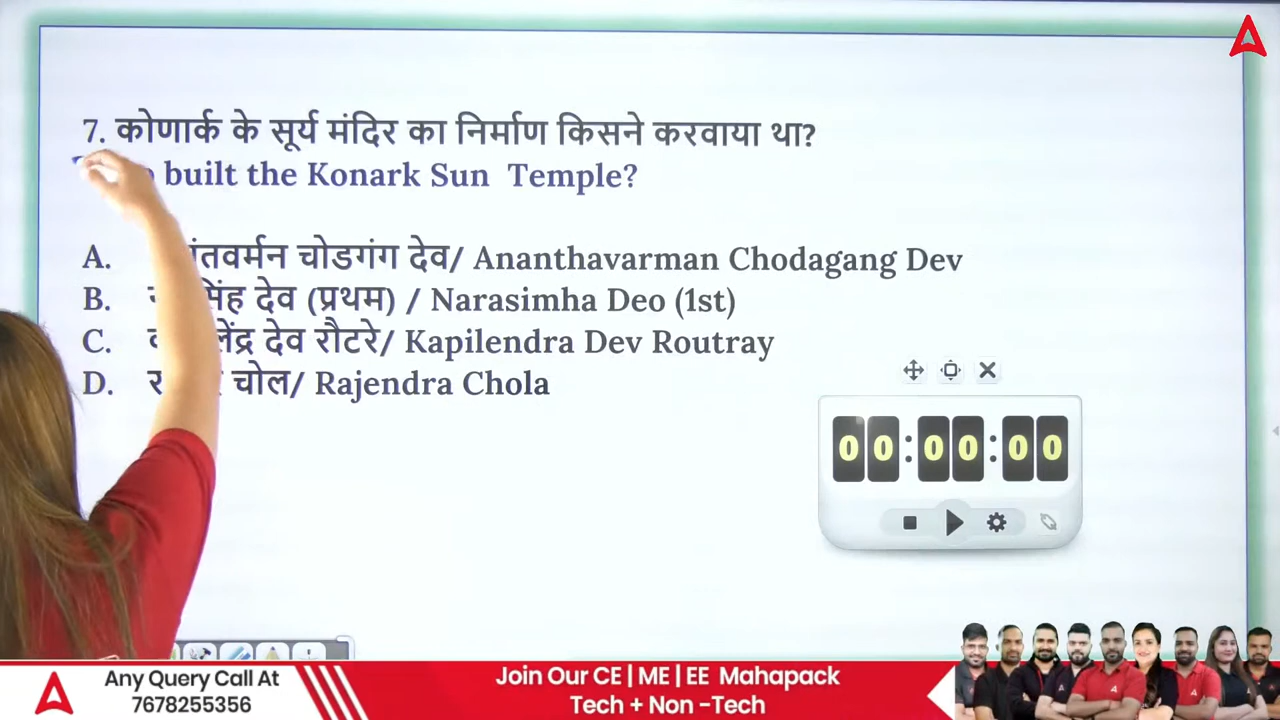 7. कोणार्क के सूर्य मंदिर का निर्माण किसने करवाया था?
built the Konark Sun Temple?
A. चोडगंग देव/ Ananthavarman Chodagang Dev
B. देव (प्रथम) / Narasimha Deo (1st)
C. देव रौटरे/ Kapilendra Dev Routray
D. चोल/ Rajendra Chola
00:00:00
Any Query Call At
7678255356
Join Our CE | ME | EE Mahapack
Tech + Non -Tech